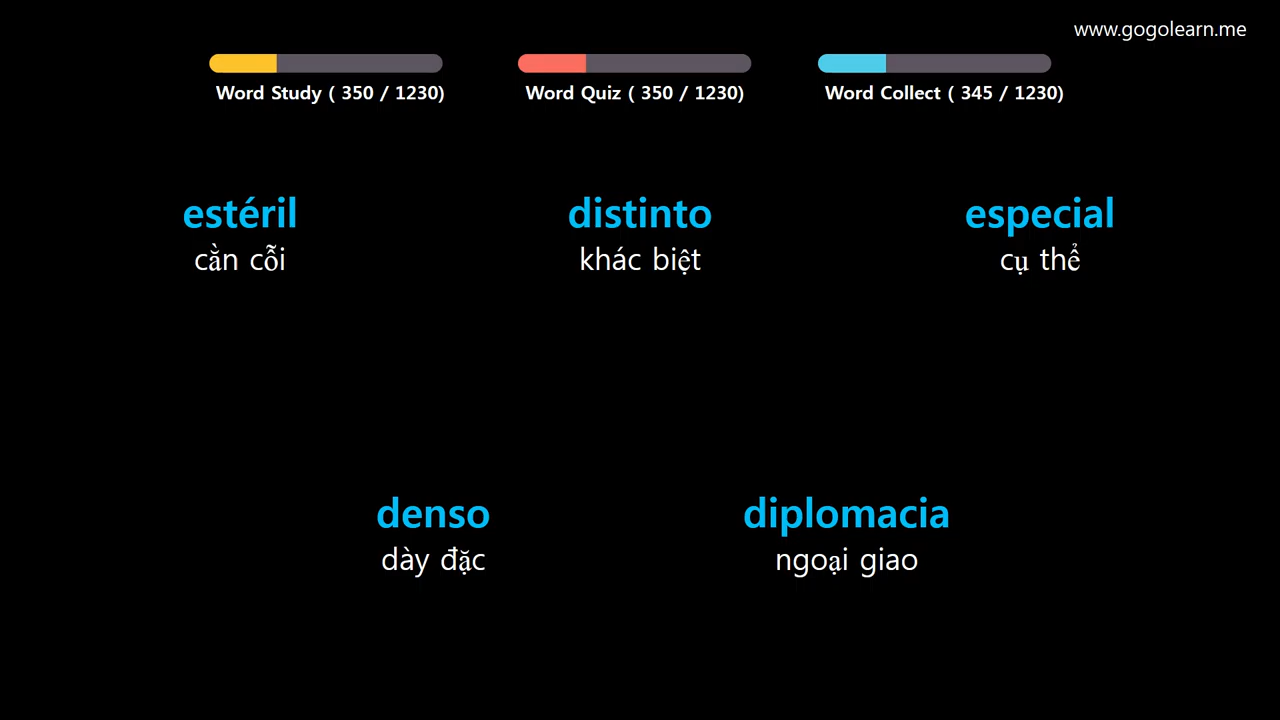 www.gogolearn.me
Word Study ( 350 / 1230)
Word Quiz ( 350 / 1230)
Word Collect ( 345 / 1230)
estéril
cằn cỗi
distinto
khác biệt
especial
cụ thể
denso
dày đặc
diplomacia
ngoại giao